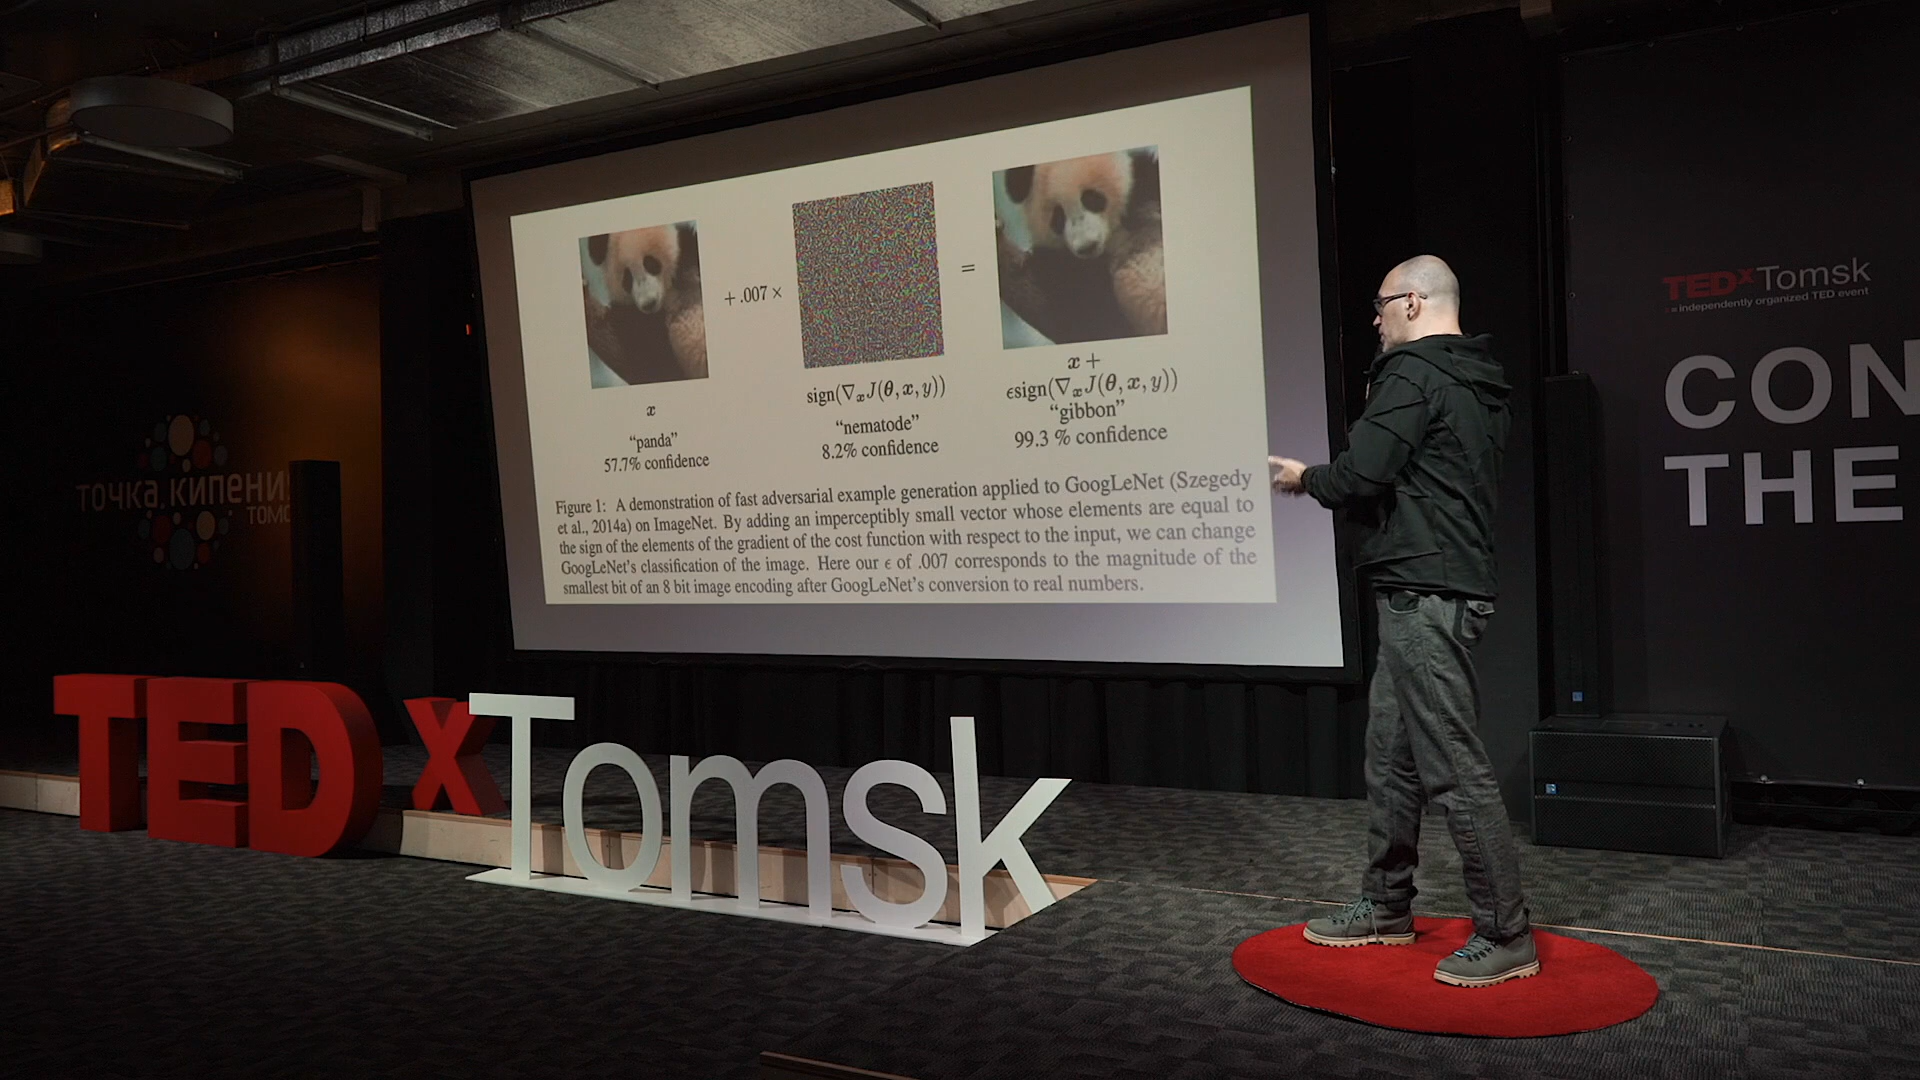 + .007 ×
=
x
“panda”
57.7% confidence
sign(∇ₓJ(θ, x, y))
“nematode”
8.2% confidence
x +
ϵsign(∇ₓJ(θ, x, y))
“gibbon”
99.3 % confidence
Figure 1: A demonstration of fast adversarial example generation applied to GoogLeNet (Szegedy
et al., 2014a) on ImageNet. By adding an imperceptibly small vector whose elements are equal to
the sign of the elements of the gradient of the cost function with respect to the input, we can change
GoogLeNet’s classification of the image. Here our ϵ of .007 corresponds to the magnitude of the
smallest bit of an 8 bit image encoding after GoogLeNet’s conversion to real numbers.
точка кипени
TEDxTomsk
independently organized TED event
CON
THE
TEDxTomsk